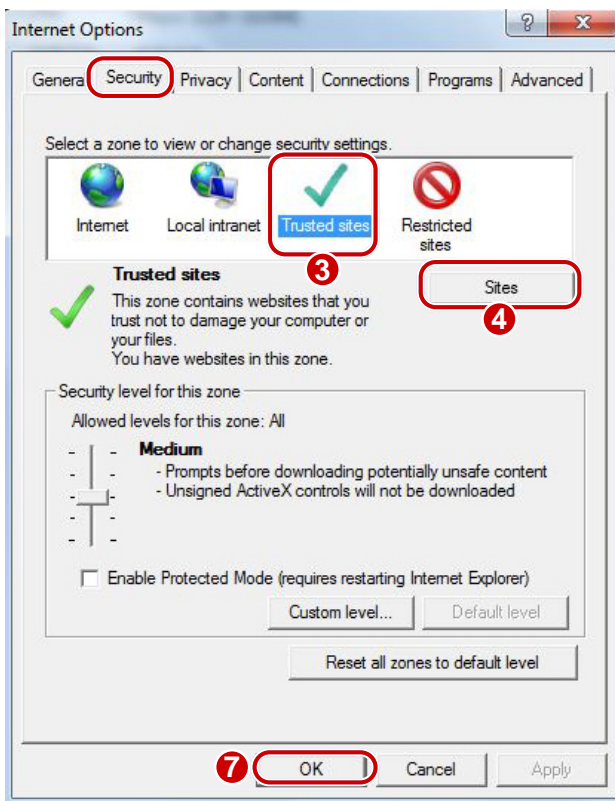 Internet Options
General Security Privacy Content Connections Programs Advanced
Select a zone to view or change security settings.
Internet Local intranet Trusted sites Restricted sites
3
Trusted sites
Sites
4
This zone contains websites that you
trust not to damage your computer or
your files.
You have websites in this zone.
Security level for this zone
Allowed levels for this zone: All
Medium
- Prompts before downloading potentially unsafe content
- Unsigned ActiveX controls will not be downloaded
Enable Protected Mode (requires restarting Internet Explorer)
Custom level... Default level
Reset all zones to default level
7 OK Cancel Apply